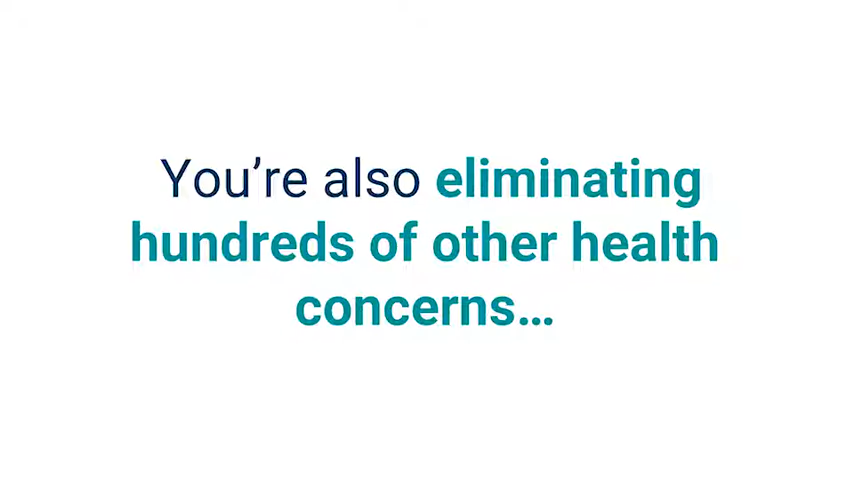 You’re also eliminating
hundreds of other health
concerns…